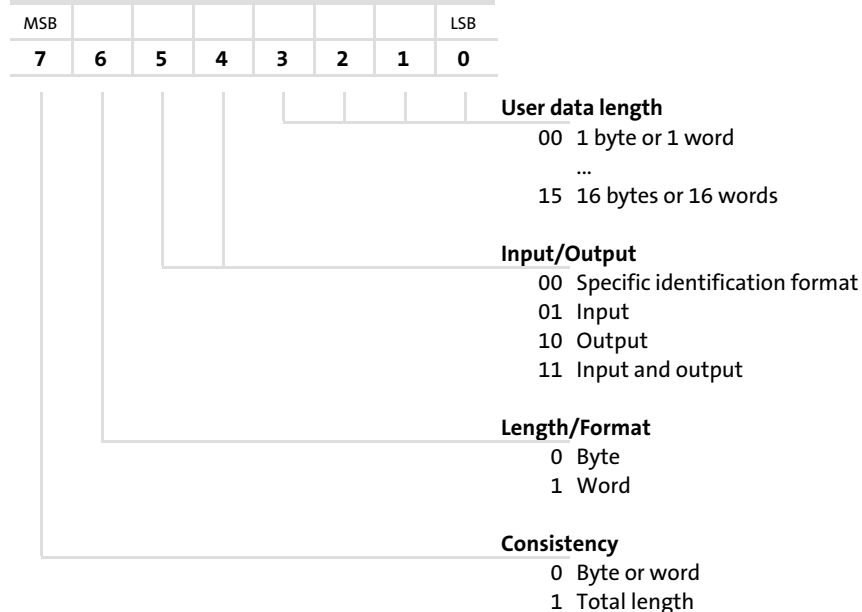 MSB LSB
7 6 5 4 3 2 1 0
User data length
00 1 byte or 1 word
...
15 16 bytes or 16 words
Input/Output
00 Specific identification format
01 Input
10 Output
11 Input and output
Length/Format
0 Byte
1 Word
Consistency
0 Byte or word
1 Total length